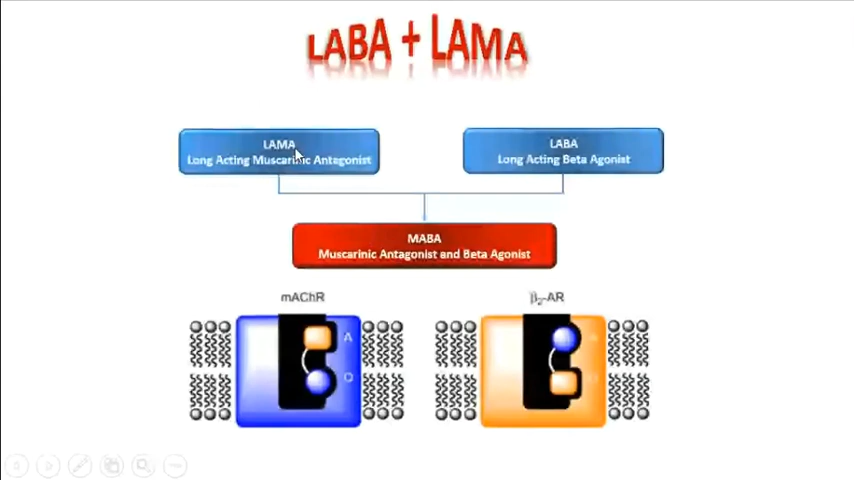 LABA + LAMA
LAMA
Long Acting Muscarinic Antagonist
LABA
Long Acting Beta Agonist
MABA
Muscarinic Antagonist and Beta Agonist
mAChR
β₂-AR
A
O